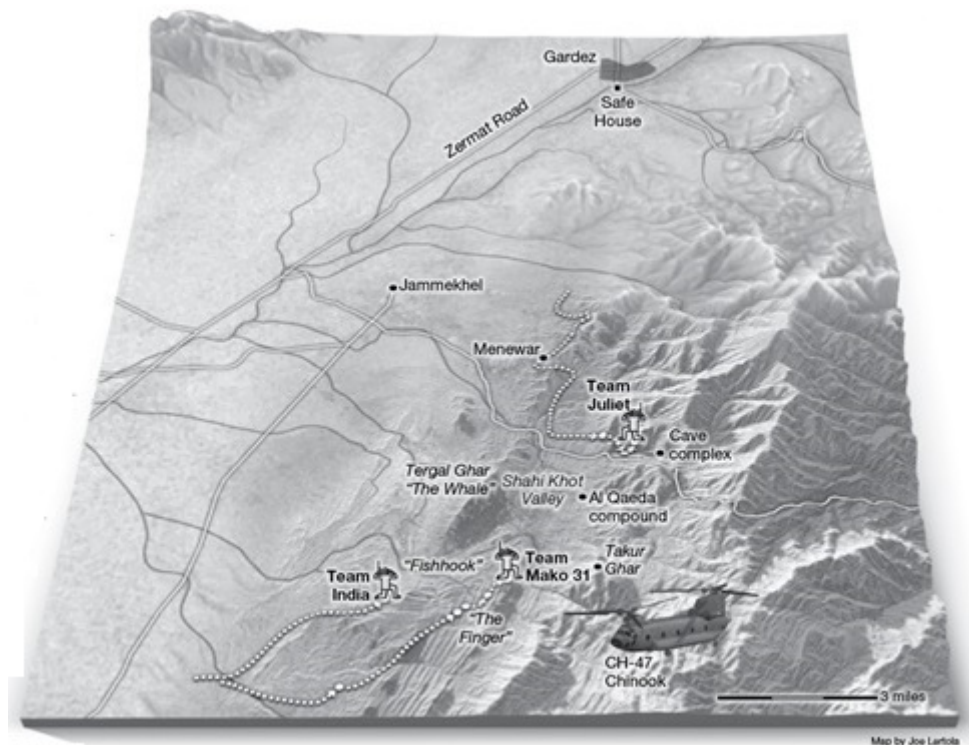 Gardez
Safe
House
Zermat Road
Jammekhel
Menewar
Team
Juliet
Cave
complex
Tergal Ghar
"The Whale"
Shahi Khot
Valley
Al Qaeda
compound
Team
India
"Fishhook"
Team
Mako 31
Takur
Ghar
"The
Finger"
CH-47
Chinook
3 miles
Map by Joe Lertola